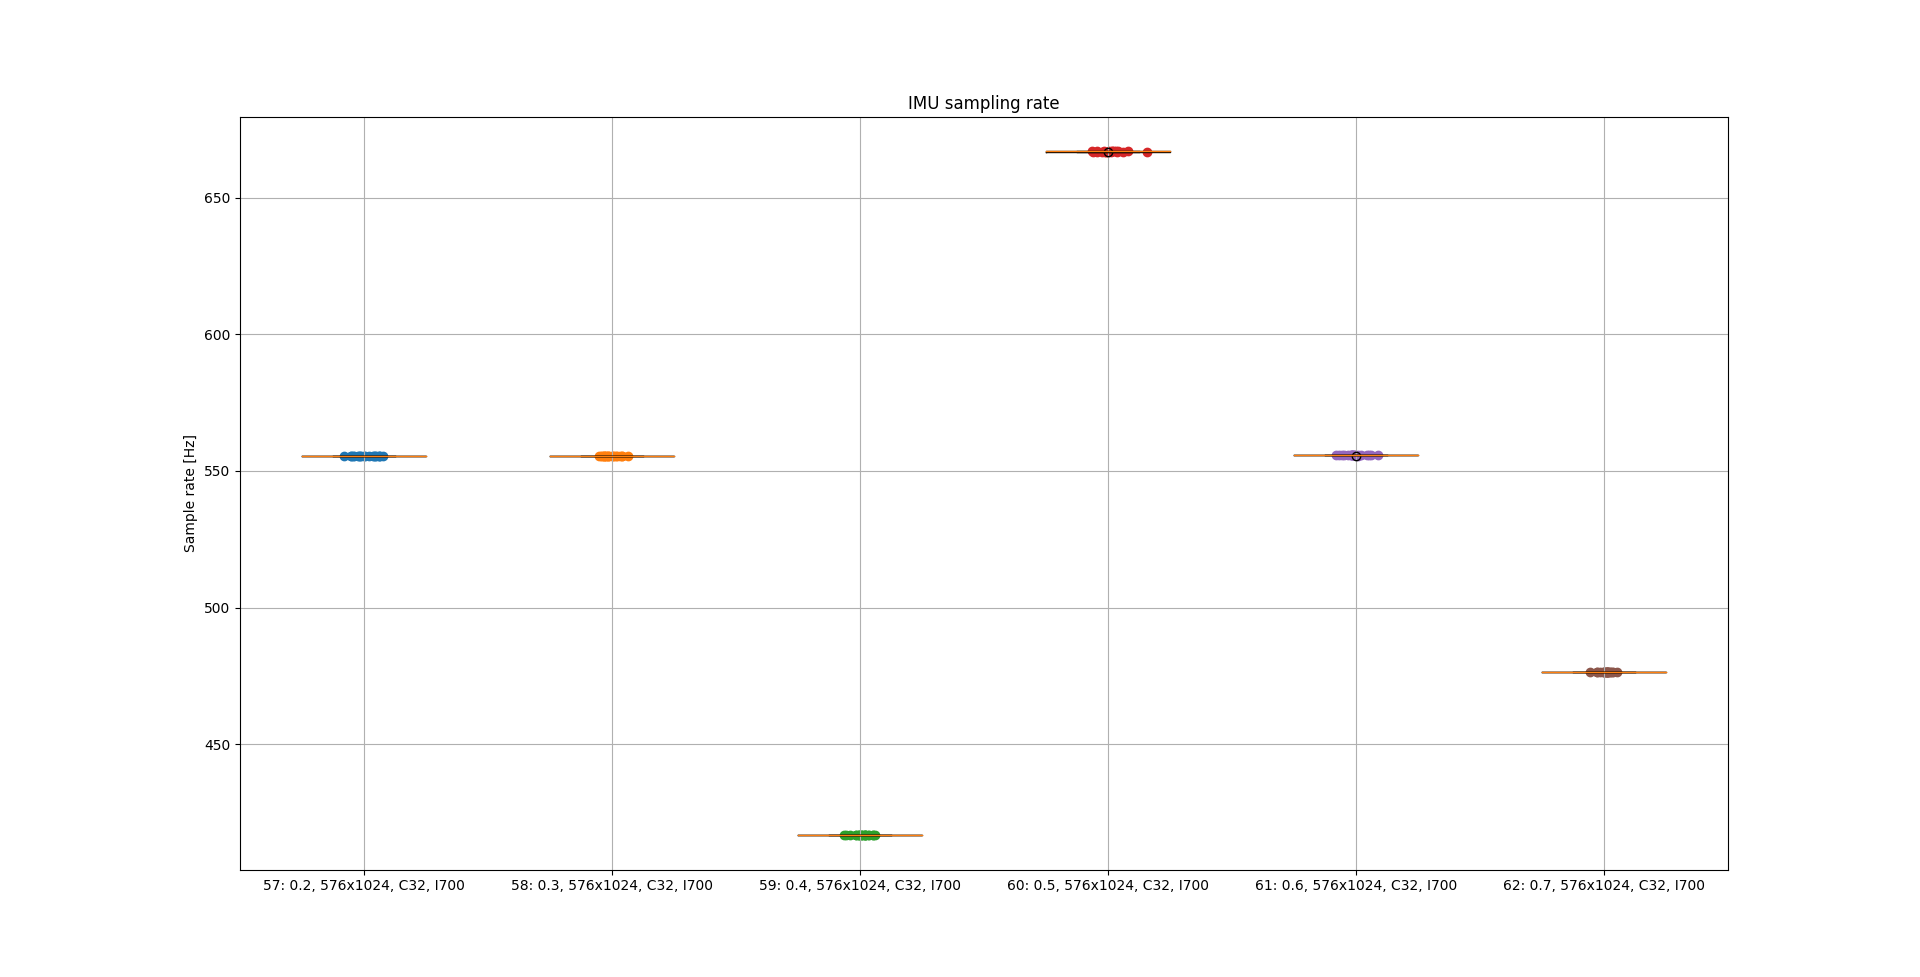 IMU sampling rate
Sample rate [Hz]
650
600
550
500
450
57: 0.2, 576x1024, C32, I700
58: 0.3, 576x1024, C32, I700
59: 0.4, 576x1024, C32, I700
60: 0.5, 576x1024, C32, I700
61: 0.6, 576x1024, C32, I700
62: 0.7, 576x1024, C32, I700